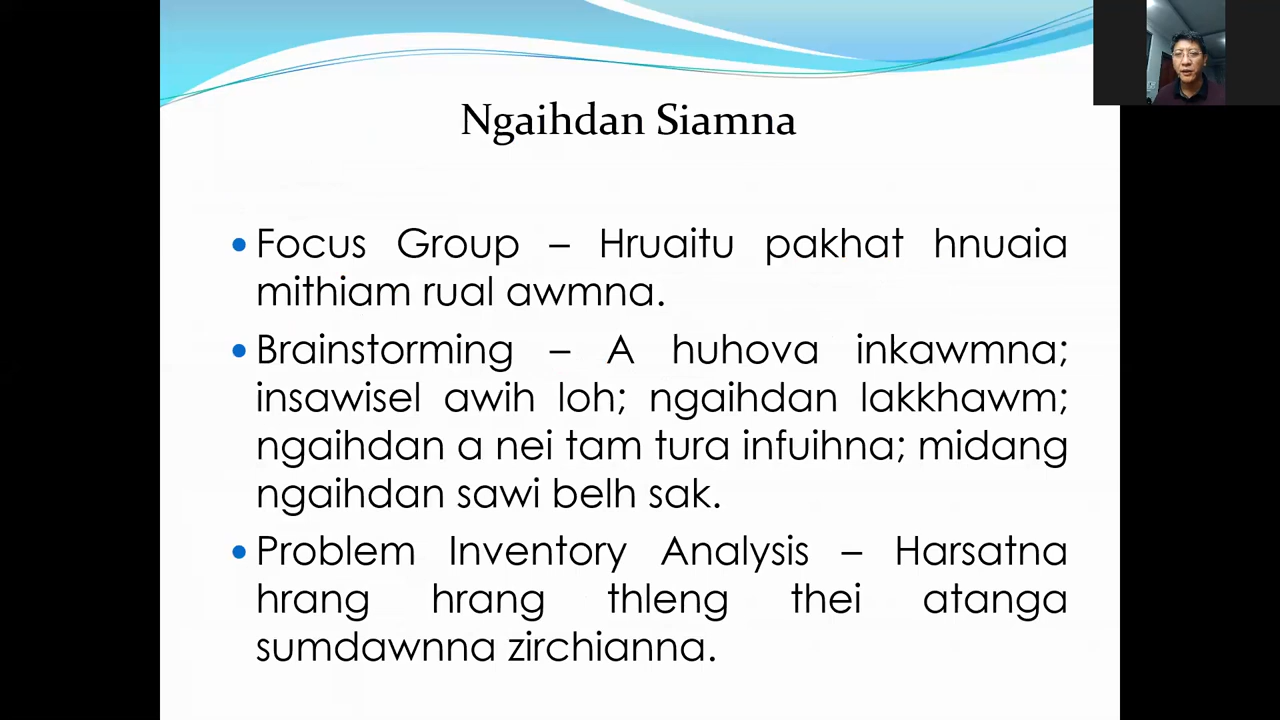 Ngaihdan Siamna
• Focus Group – Hruaitu pakhat hnuaia
mithiam rual awmna.
• Brainstorming – A huhova inkawmna;
insawisel awih loh; ngaihdan lakkhawm;
ngaihdan a nei tam tura infuihna; midang
ngaihdan sawi belh sak.
• Problem Inventory Analysis – Harsatna
hrang hrang thleng thei atanga
sumdawnna zirchianna.